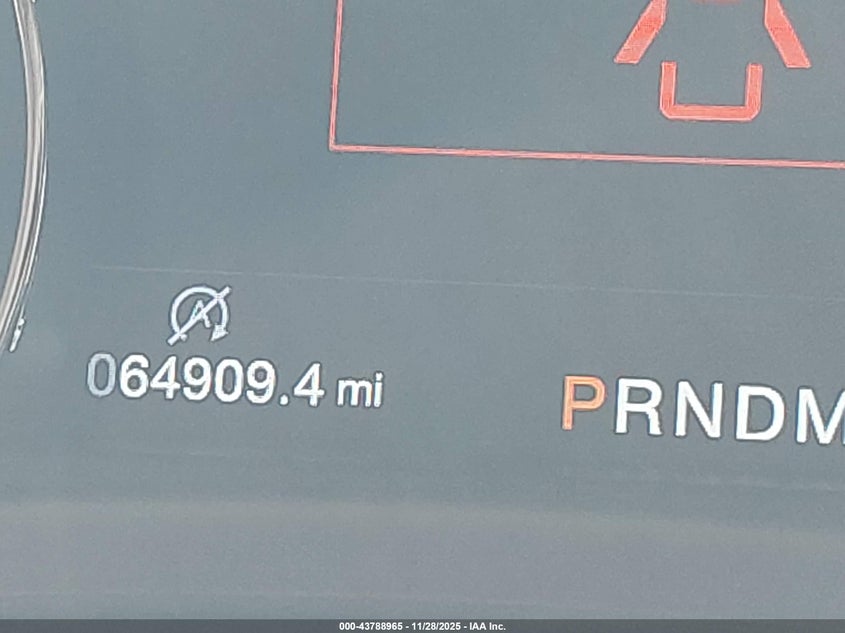 A
064909.4 mi
PRNDM
000-43788965 - 11/28/2025 - IAA Inc.